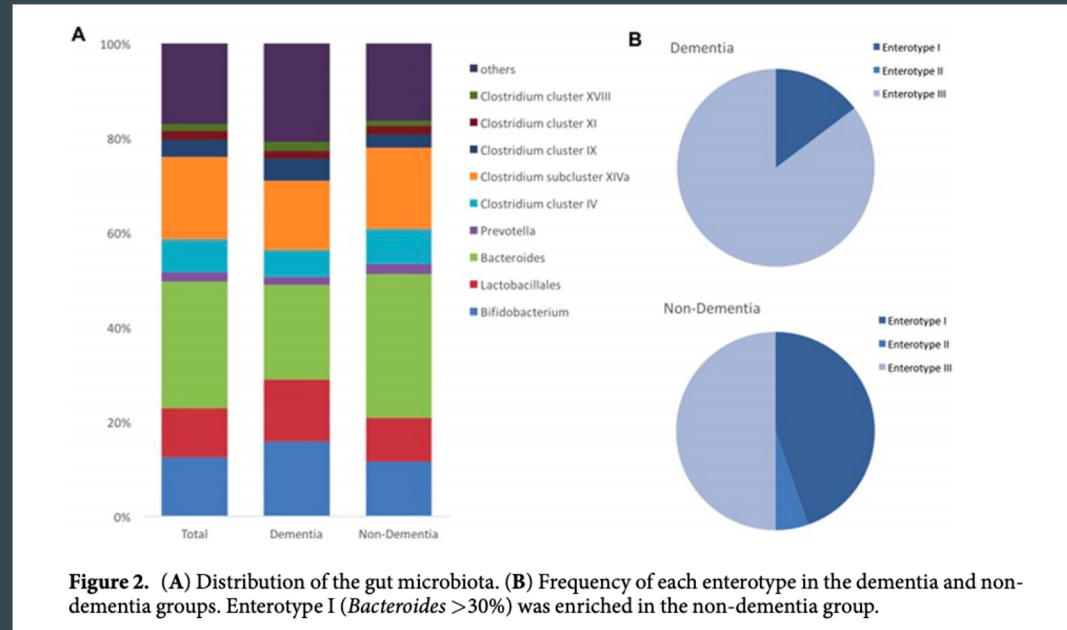 A
100%
80%
60%
40%
20%
0%
Total
Dementia
Non-Dementia
others
Clostridium cluster XVIII
Clostridium cluster XI
Clostridium cluster IX
Clostridium subcluster XIVa
Clostridium cluster IV
Prevotella
Bacteroides
Lactobacillales
Bifidobacterium
B
Dementia
Enterotype I
Enterotype II
Enterotype III
Non-Dementia
Enterotype I
Enterotype II
Enterotype III
Figure 2. (A) Distribution of the gut microbiota. (B) Frequency of each enterotype in the dementia and non-
dementia groups. Enterotype I (Bacteroides >30%) was enriched in the non-dementia group.